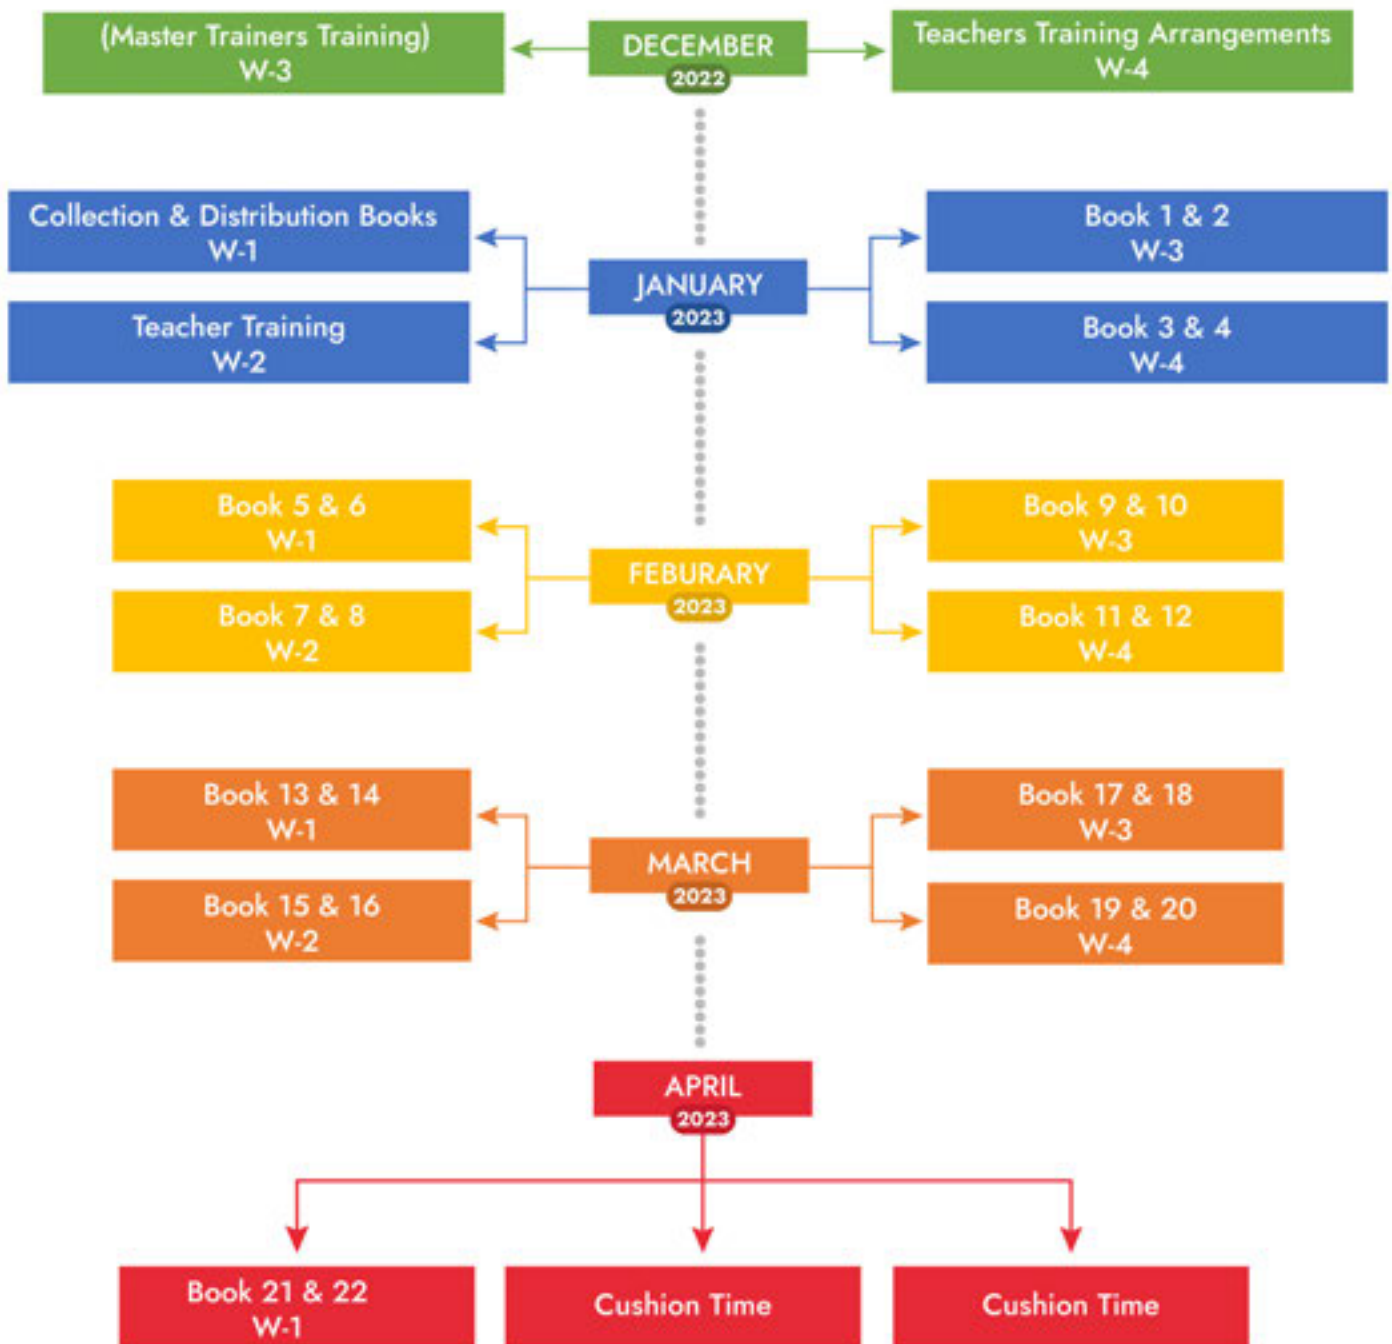 (Master Trainers Training)
W-3
DECEMBER
2022
Teachers Training Arrangements
W-4
Collection & Distribution Books
W-1
Teacher Training
W-2
JANUARY
2023
Book 1 & 2
W-3
Book 3 & 4
W-4
Book 5 & 6
W-1
Book 7 & 8
W-2
FEBURARY
2023
Book 9 & 10
W-3
Book 11 & 12
W-4
Book 13 & 14
W-1
Book 15 & 16
W-2
MARCH
2023
Book 17 & 18
W-3
Book 19 & 20
W-4
APRIL
2023
Book 21 & 22
W-1
Cushion Time
Cushion Time